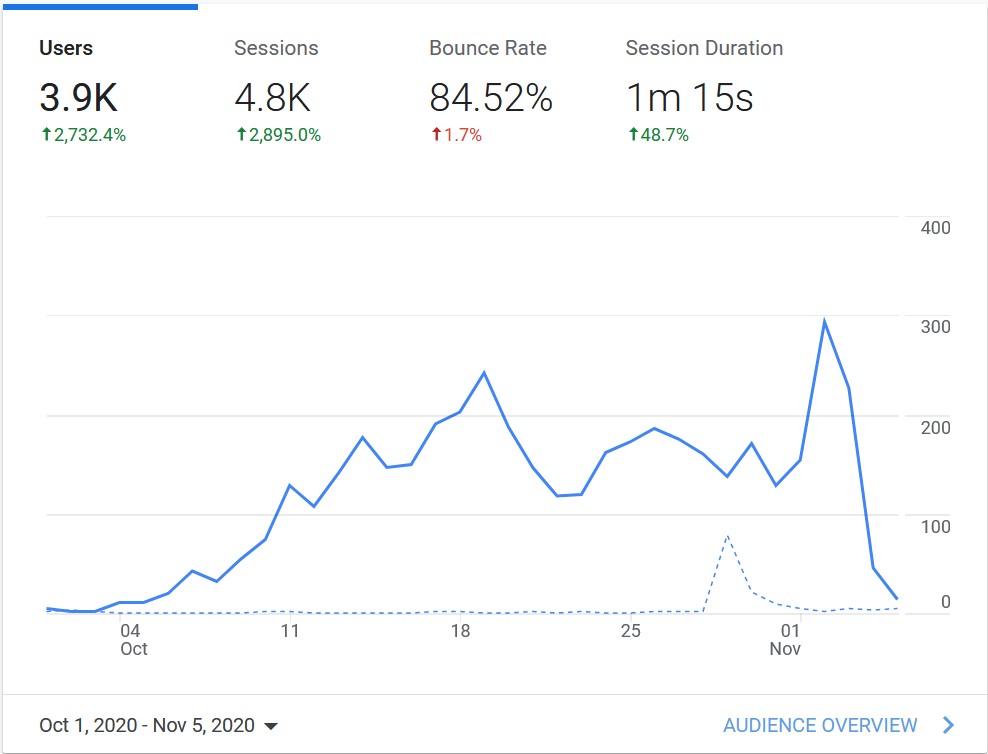 Users Sessions Bounce Rate Session Duration
3.9K 4.8K 84.52% 1m 15s
↑2,732.4% ↑2,895.0% ↑1.7% ↑48.7%
400
300
200
100
0
04 11 18 25 01
Oct Nov
Oct 1, 2020 - Nov 5, 2020 AUDIENCE OVERVIEW